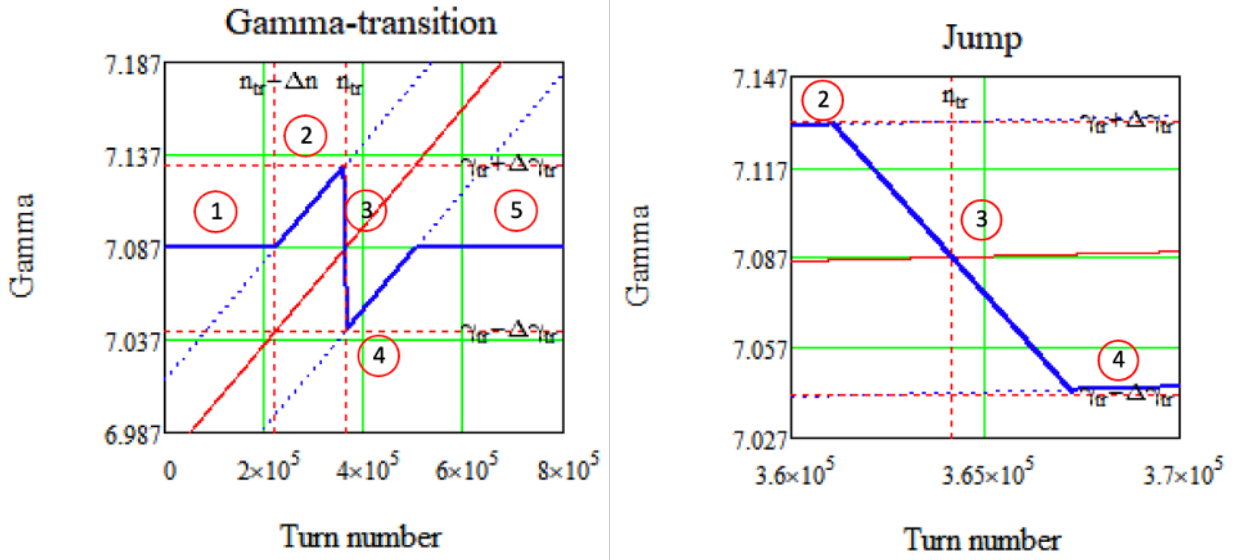 Gamma-transition
7.187
n_tr − Δn n_tr
2
7.137
γ_tr+Δγ_tr
1
3
5
7.087
Gamma
7.037
γ_tr−Δγ_tr
4
6.987
0
2×10^5
4×10^5
6×10^5
8×10^5
Turn number
Jump
7.147
2
n_tr
γ_tr+Δγ_tr
7.117
3
7.087
Gamma
7.057
4
γ_tr−Δγ_tr
7.027
3.6×10^5
3.65×10^5
3.7×10^5
Turn number